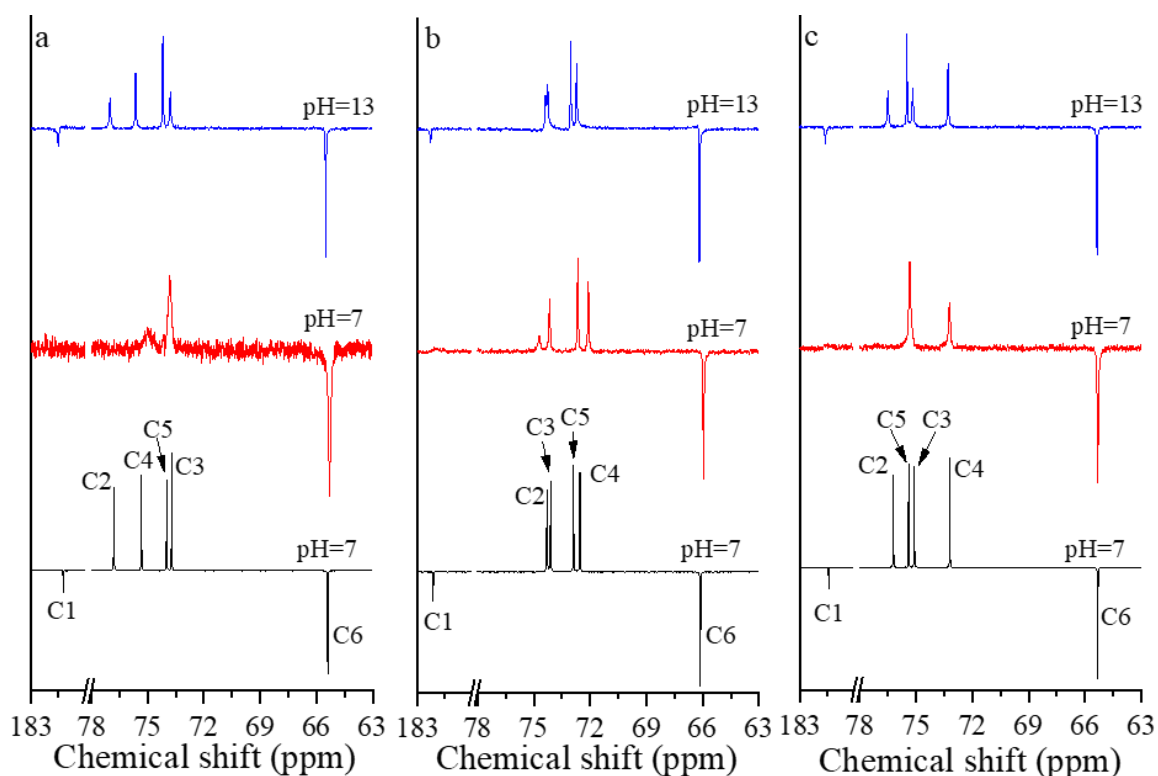 a
pH=13
pH=7
C5
C4
C3
C2
pH=7
C1
C6
183 78 75 72 69 66 63
Chemical shift (ppm)
b
pH=13
pH=7
C3
C5
C2
C4
pH=7
C1
C6
183 78 75 72 69 66 63
Chemical shift (ppm)
c
pH=13
pH=7
C5
C3
C2
C4
pH=7
C1
C6
183 78 75 72 69 66 63
Chemical shift (ppm)